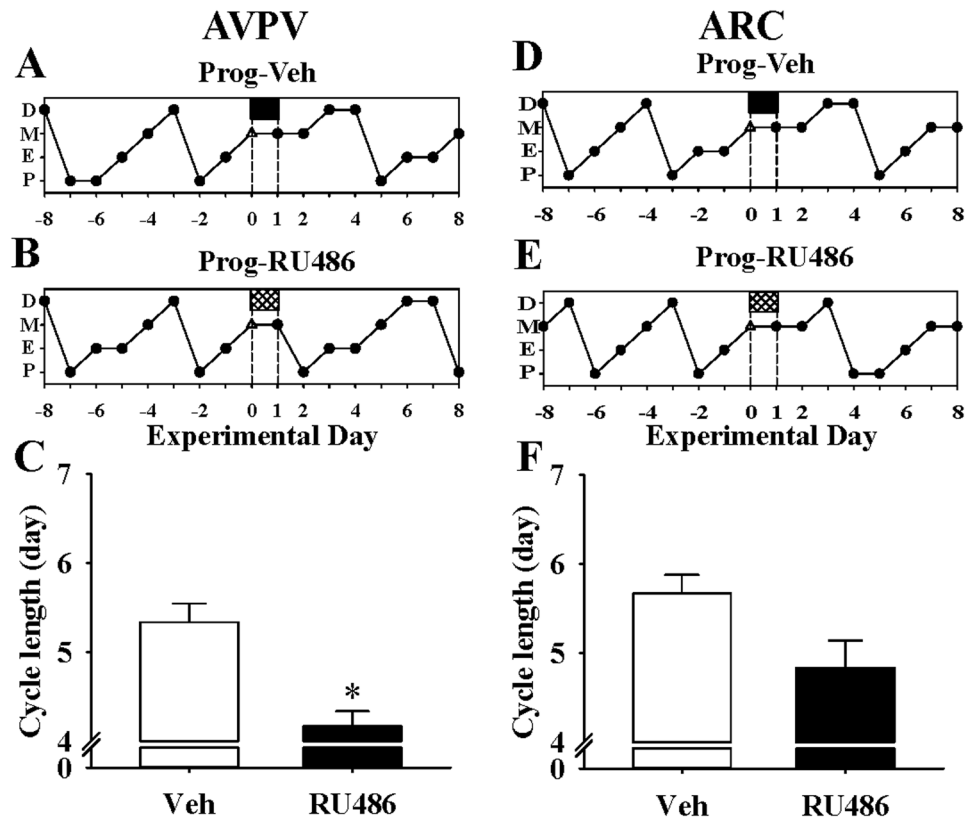 AVPV
ARC
A
Prog-Veh
D
M
E
P
-8 -6 -4 -2 0 1 2 4 6 8
B
Prog-RU486
D
M
E
P
-8 -6 -4 -2 0 1 2 4 6 8
Experimental Day
C
Cycle length (day)
7
6
5
4
0
*
Veh RU486
D
Prog-Veh
D
M
E
P
-8 -6 -4 -2 0 1 2 4 6 8
E
Prog-RU486
D
M
E
P
-8 -6 -4 -2 0 1 2 4 6 8
Experimental Day
F
Cycle length (day)
7
6
5
4
0
Veh RU486